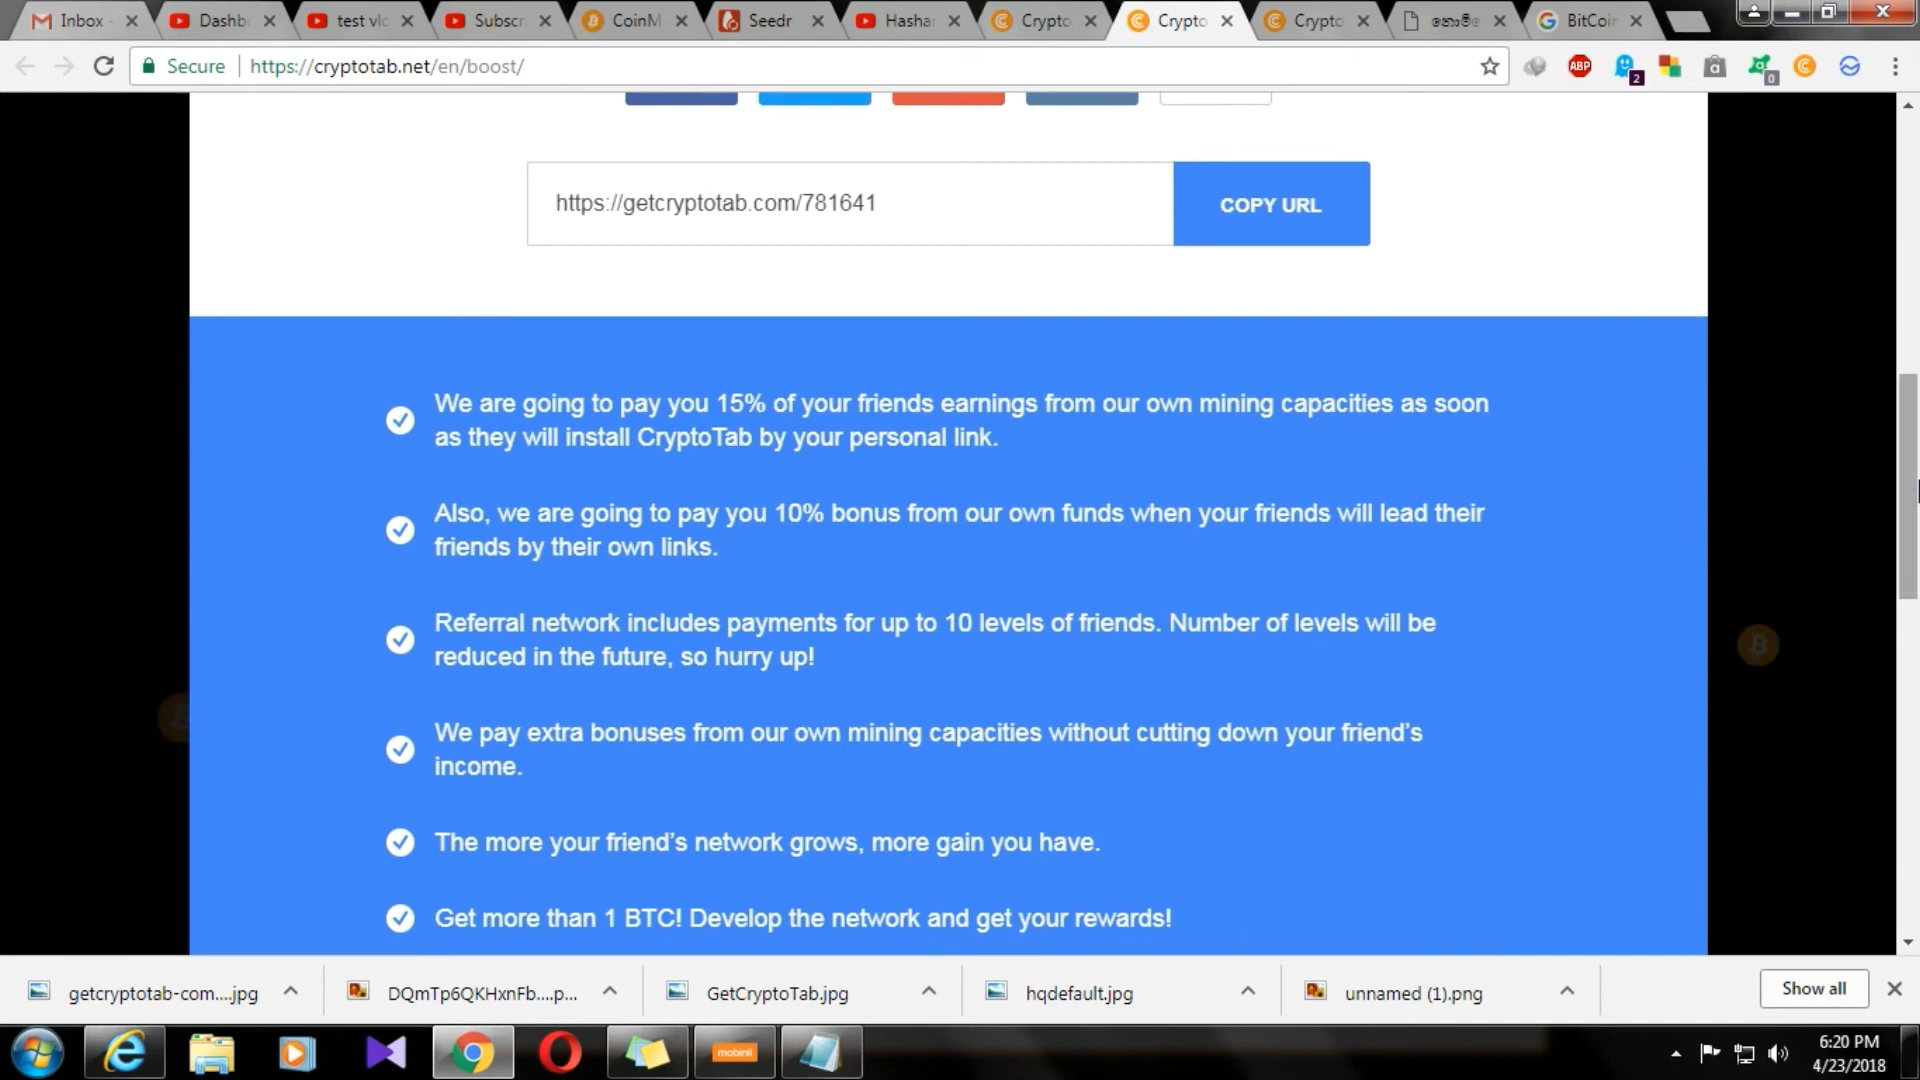 Inbox -
Dashb
test vlo
Subscr
CoinM
Seedr
Hashar
Crypto
Crypto
Crypto
නොමිල
BitCoin
Secure
https://cryptotab.net/en/boost/
ABP
2
0
https://getcryptotab.com/781641
COPY URL
We are going to pay you 15% of your friends earnings from our own mining capacities as soon
as they will install CryptoTab by your personal link.
Also, we are going to pay you 10% bonus from our own funds when your friends will lead their
friends by their own links.
Referral network includes payments for up to 10 levels of friends. Number of levels will be
reduced in the future, so hurry up!
We pay extra bonuses from our own mining capacities without cutting down your friend’s
income.
The more your friend’s network grows, more gain you have.
Get more than 1 BTC! Develop the network and get your rewards!
getcryptotab-com....jpg
DQmTp6QKHxnFb....p...
GetCryptoTab.jpg
hqdefault.jpg
unnamed (1).png
Show all
mobinil
6:20 PM
4/23/2018